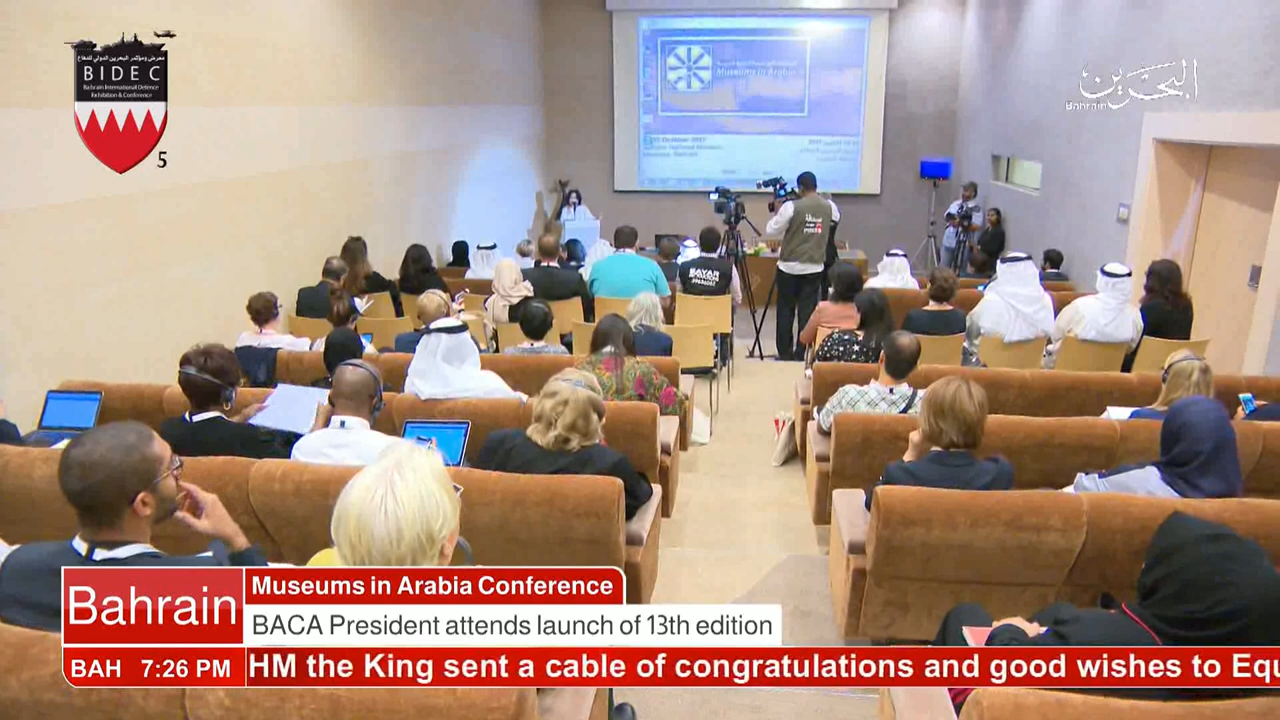 معرض ومؤتمر البحرين الدولي للدفاع
BIDEC
Bahrain International Defence
Exhibition & Conference
5
البحرين
Bahrain
Museums in Arabia
BAYAR
Bahrain
Museums in Arabia Conference
BACA President attends launch of 13th edition
BAH 7:26 PM
HM the King sent a cable of congratulations and good wishes to Equ